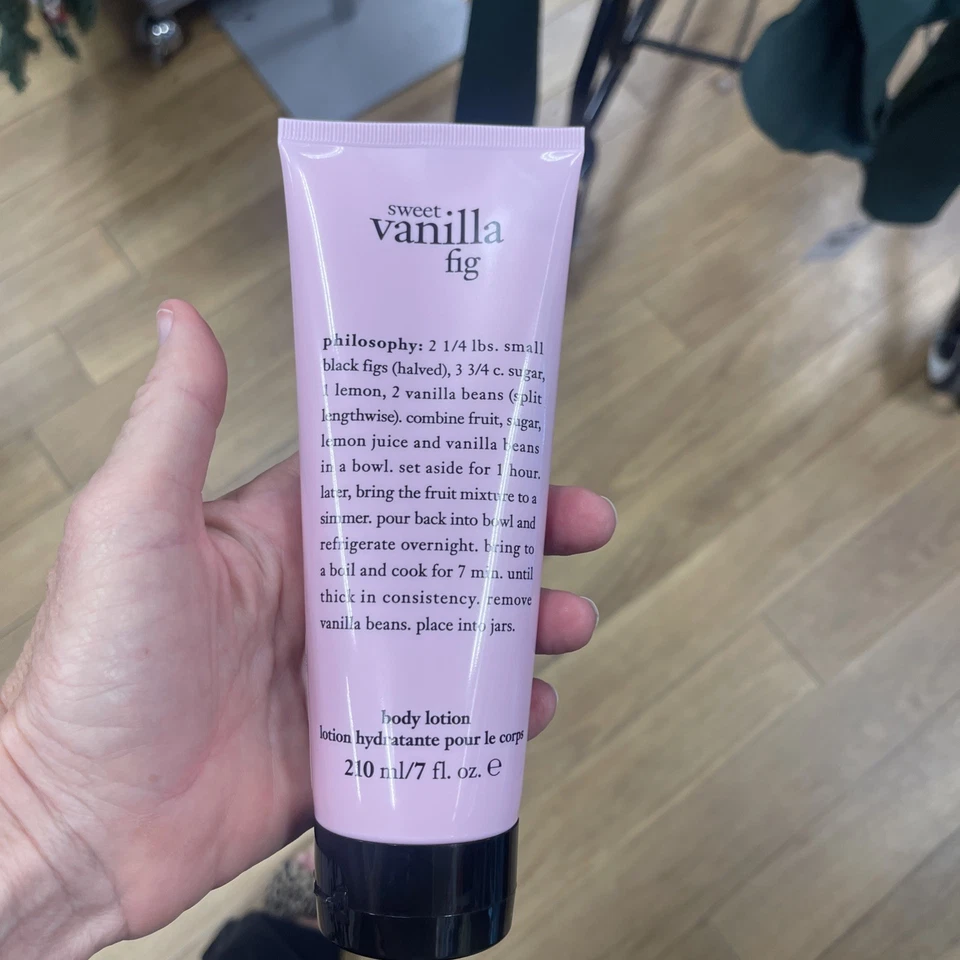 sweet
vanilla
fig
philosophy: 2 1/4 lbs. small
black figs (halved), 3 3/4 c. sugar,
1 lemon, 2 vanilla beans (split
lengthwise). combine fruit, sugar,
lemon juice and vanilla beans
in a bowl. set aside for 1 hour.
later, bring the fruit mixture to a
simmer. pour back into bowl and
refrigerate overnight. bring to
a boil and cook for 7 min. until
thick in consistency. remove
vanilla beans. place into jars.
body lotion
lotion hydratante pour le corps
210 ml/7 fl. oz. ℮